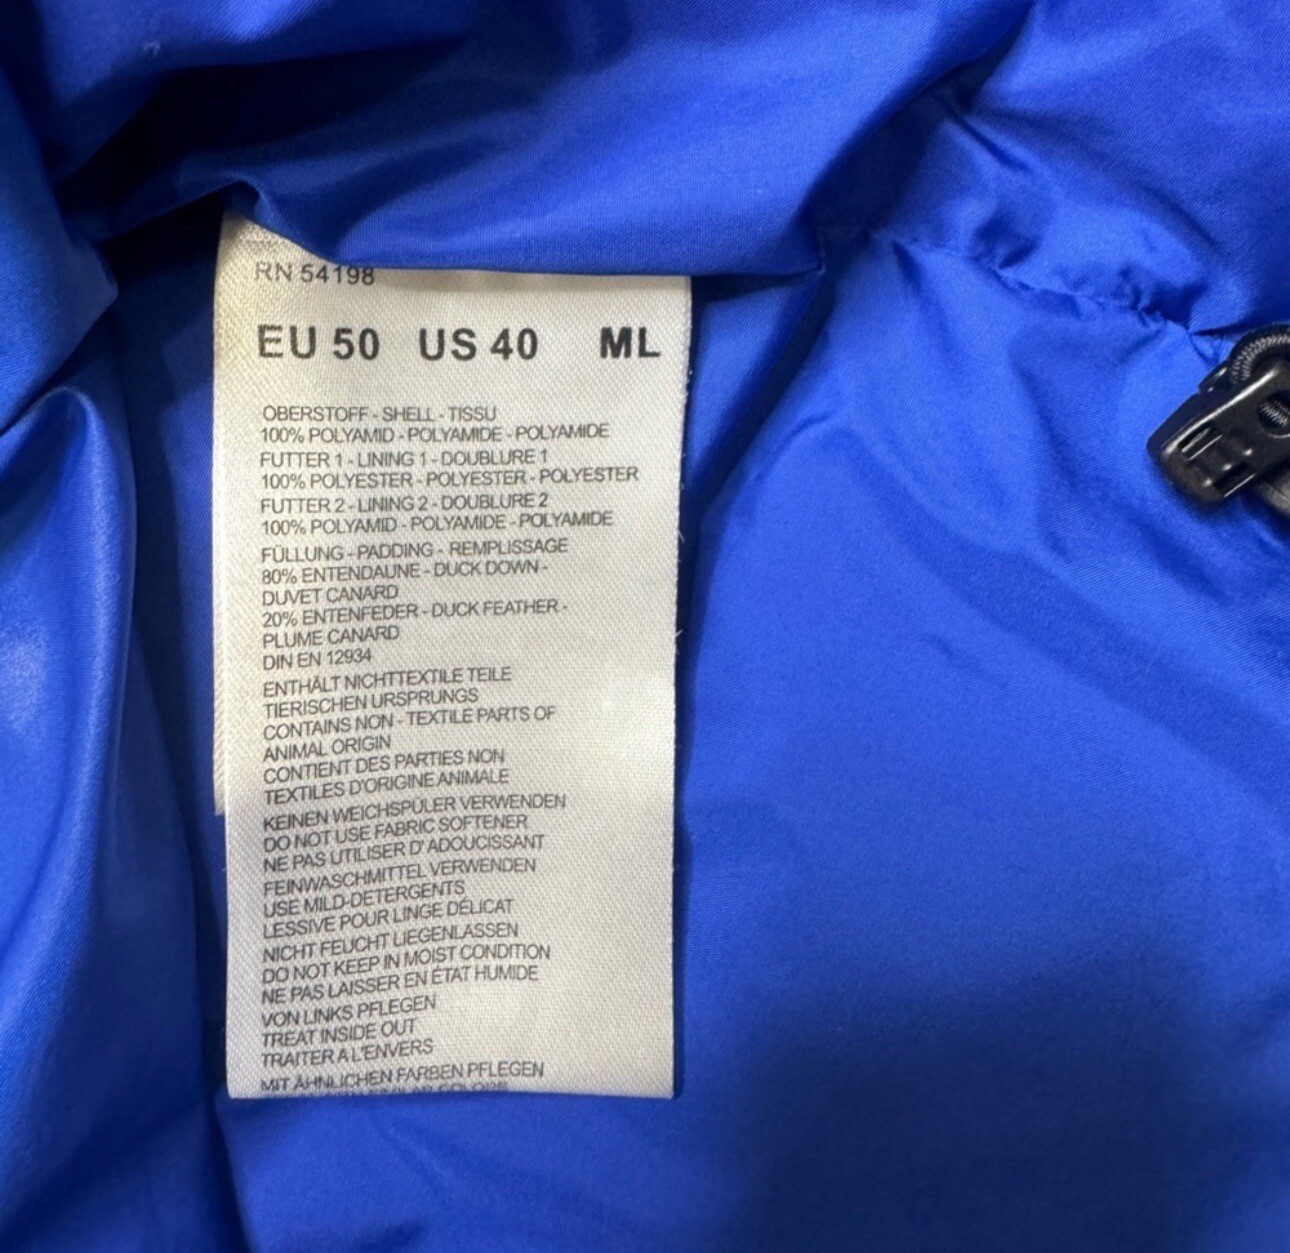 RN 54198
EU 50 US 40 ML
OBERSTOFF - SHELL - TISSU
100% POLYAMID - POLYAMIDE - POLYAMIDE
FUTTER 1 - LINING 1 - DOUBLURE 1
100% POLYESTER - POLYESTER - POLYESTER
FUTTER 2 - LINING 2 - DOUBLURE 2
100% POLYAMID - POLYAMIDE - POLYAMIDE
FÜLLUNG - PADDING - REMPLISSAGE
80% ENTENDAUNE - DUCK DOWN -
DUVET CANARD
20% ENTENFEDER - DUCK FEATHER -
PLUME CANARD
DIN EN 12934
ENTHÄLT NICHTTEXTILE TEILE
TIERISCHEN URSPRUNGS
CONTAINS NON - TEXTILE PARTS OF
ANIMAL ORIGIN
CONTIENT DES PARTIES NON
TEXTILES D'ORIGINE ANIMALE
KEINEN WEICHSPÜLER VERWENDEN
DO NOT USE FABRIC SOFTENER
NE PAS UTILISER D' ADOUCISSANT
FEINWASCHMITTEL VERWENDEN
USE MILD-DETERGENTS
LESSIVE POUR LINGE DÉLICAT
NICHT FEUCHT LIEGENLASSEN
DO NOT KEEP IN MOIST CONDITION
NE PAS LAISSER EN ÉTAT HUMIDE
VON LINKS PFLEGEN
TREAT INSIDE OUT
TRAITER A L'ENVERS
MIT ÄHNLICHEN FARBEN PFLEGEN
COLORS